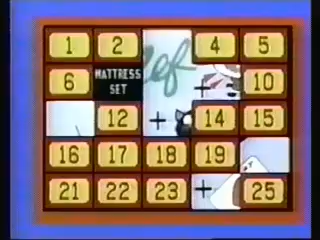 1 2 4 5
6 MATTRESS SET + 10
12 + 14 15
16 17 18 19
21 22 23 + 25